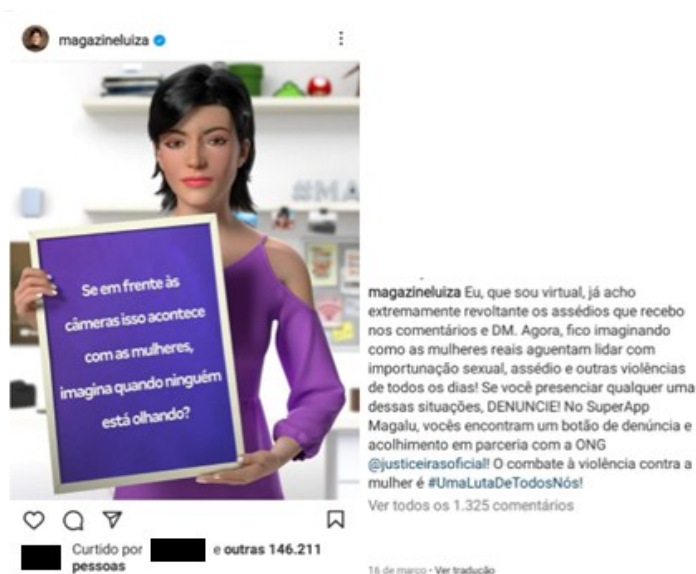 magazineluiza
#MA
Se em frente às
câmeras isso acontece
com as mulheres,
imagina quando ninguém
está olhando?
Curtido por
e outras 146.211
pessoas
magazineluiza Eu, que sou virtual, já acho
extremamente revoltante os assédios que recebo
nos comentários e DM. Agora, fico imaginando
como as mulheres reais aguentam lidar com
importunação sexual, assédio e outras violências
de todos os dias! Se você presenciar qualquer uma
dessas situações, DENUNCIE! No SuperApp
Magalu, vocês encontram um botão de denúncia e
acolhimento em parceria com a ONG
@justiceirasoficial! O combate à violência contra a
mulher é #UmaLutaDeTodosNós!
Ver todos os 1.325 comentários
16 de março · Ver tradução